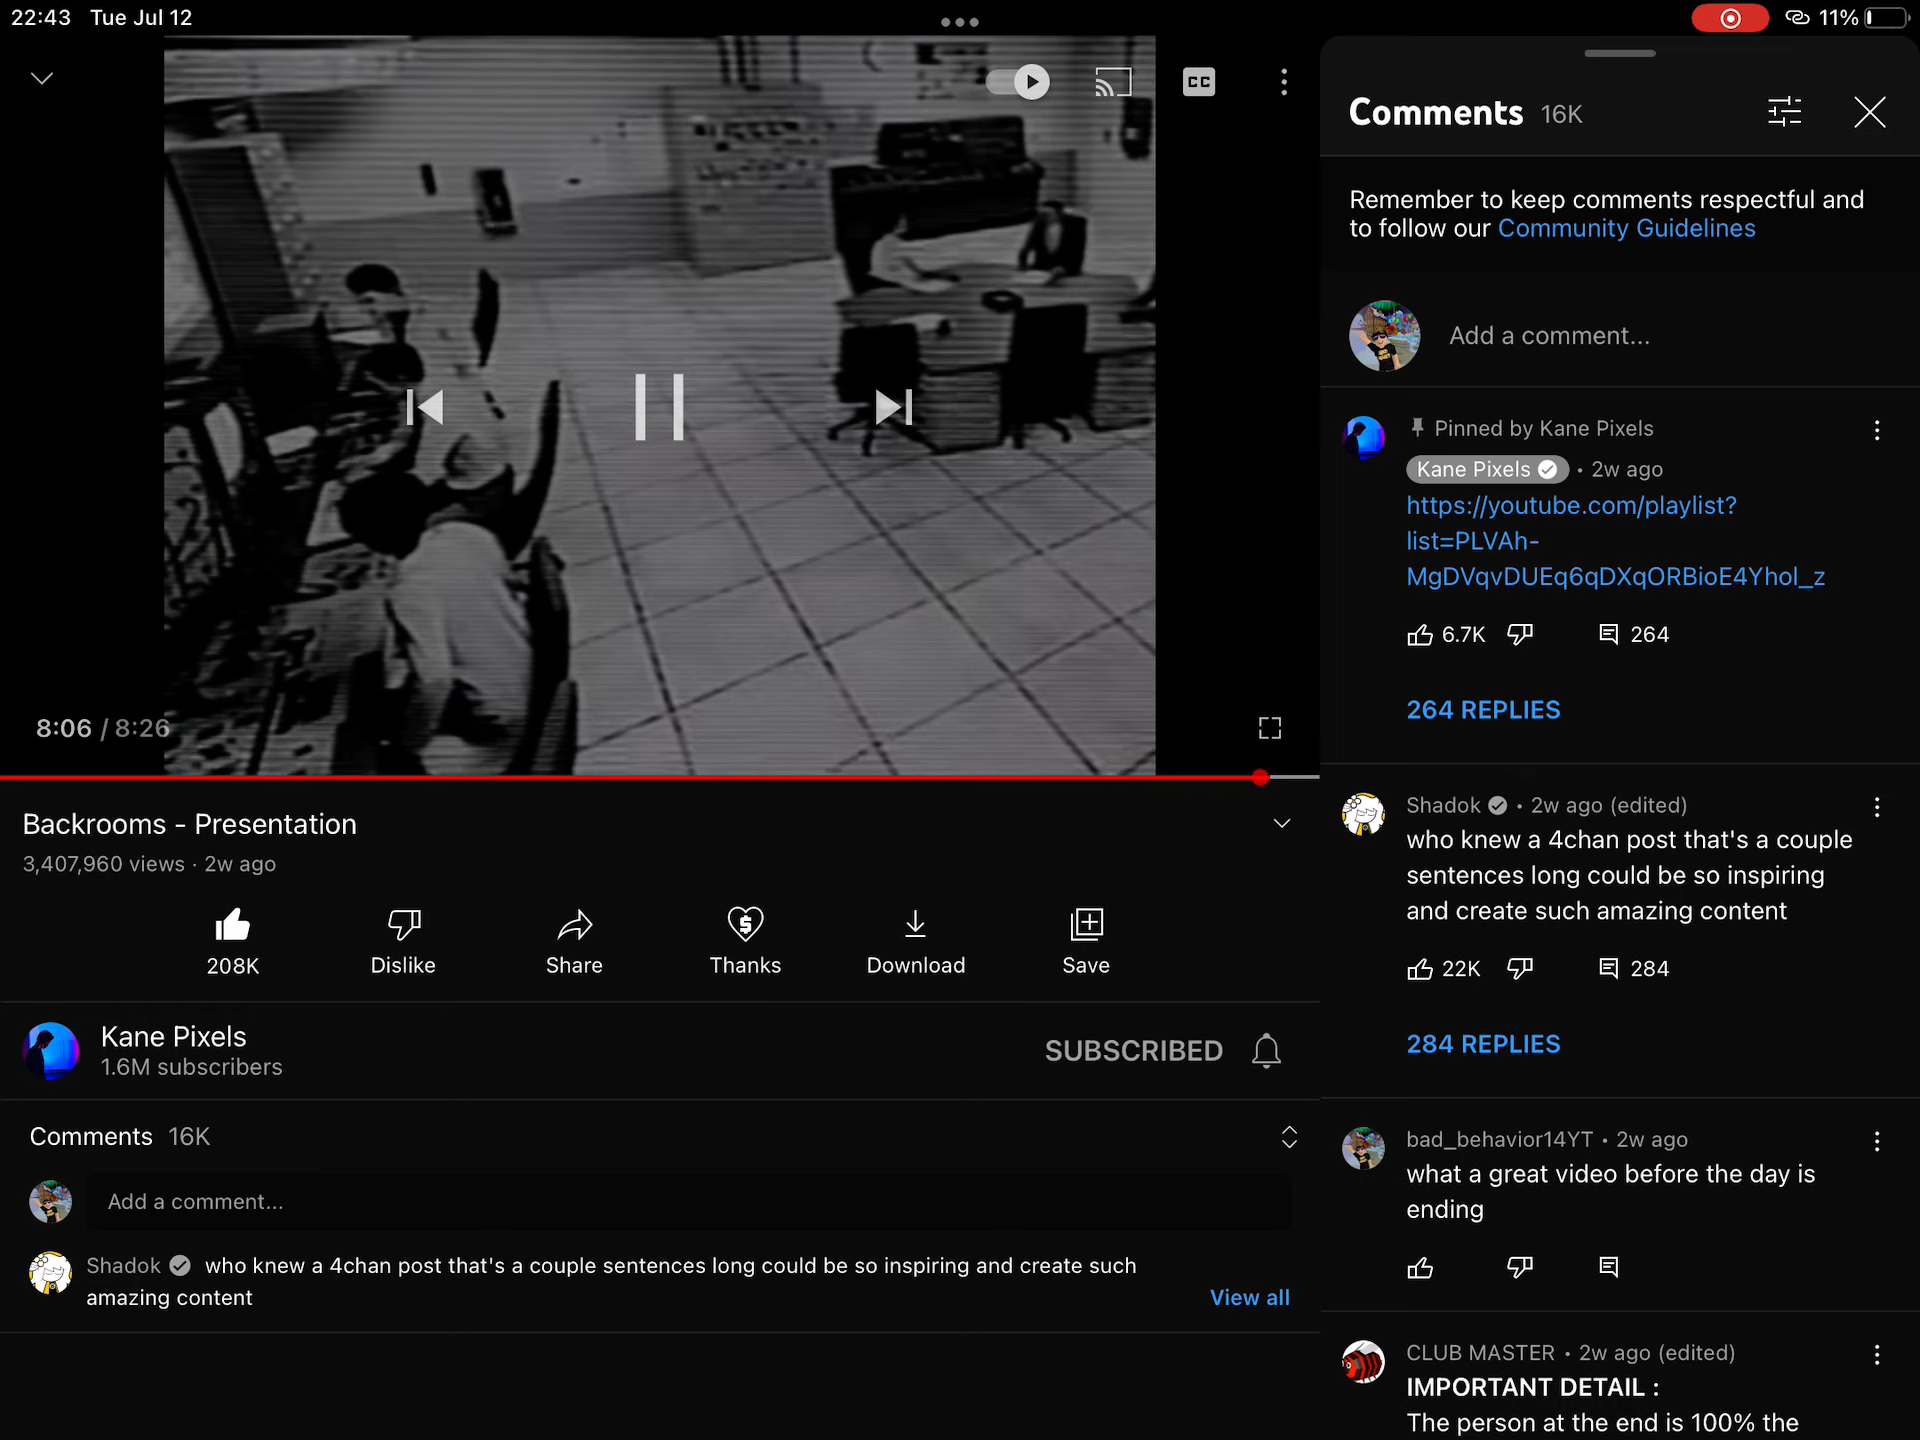 22:43 Tue Jul 12
11%
CC
8:06 / 8:26
Backrooms - Presentation
3,407,960 views · 2w ago
208K
Dislike
Share
Thanks
Download
Save
Kane Pixels
1.6M subscribers
SUBSCRIBED
Comments 16K
Add a comment...
Shadok who knew a 4chan post that's a couple sentences long could be so inspiring and create such
amazing content
View all
Comments 16K
Remember to keep comments respectful and
to follow our Community Guidelines
Add a comment...
Pinned by Kane Pixels
Kane Pixels • 2w ago
https://youtube.com/playlist?
list=PLVAh-
MgDVqvDUEq6qDXqORBioE4Yhol_z
6.7K 264
264 REPLIES
Shadok • 2w ago (edited)
who knew a 4chan post that's a couple
sentences long could be so inspiring
and create such amazing content
22K 284
284 REPLIES
bad_behavior14YT • 2w ago
what a great video before the day is
ending
CLUB MASTER • 2w ago (edited)
IMPORTANT DETAIL :
The person at the end is 100% the